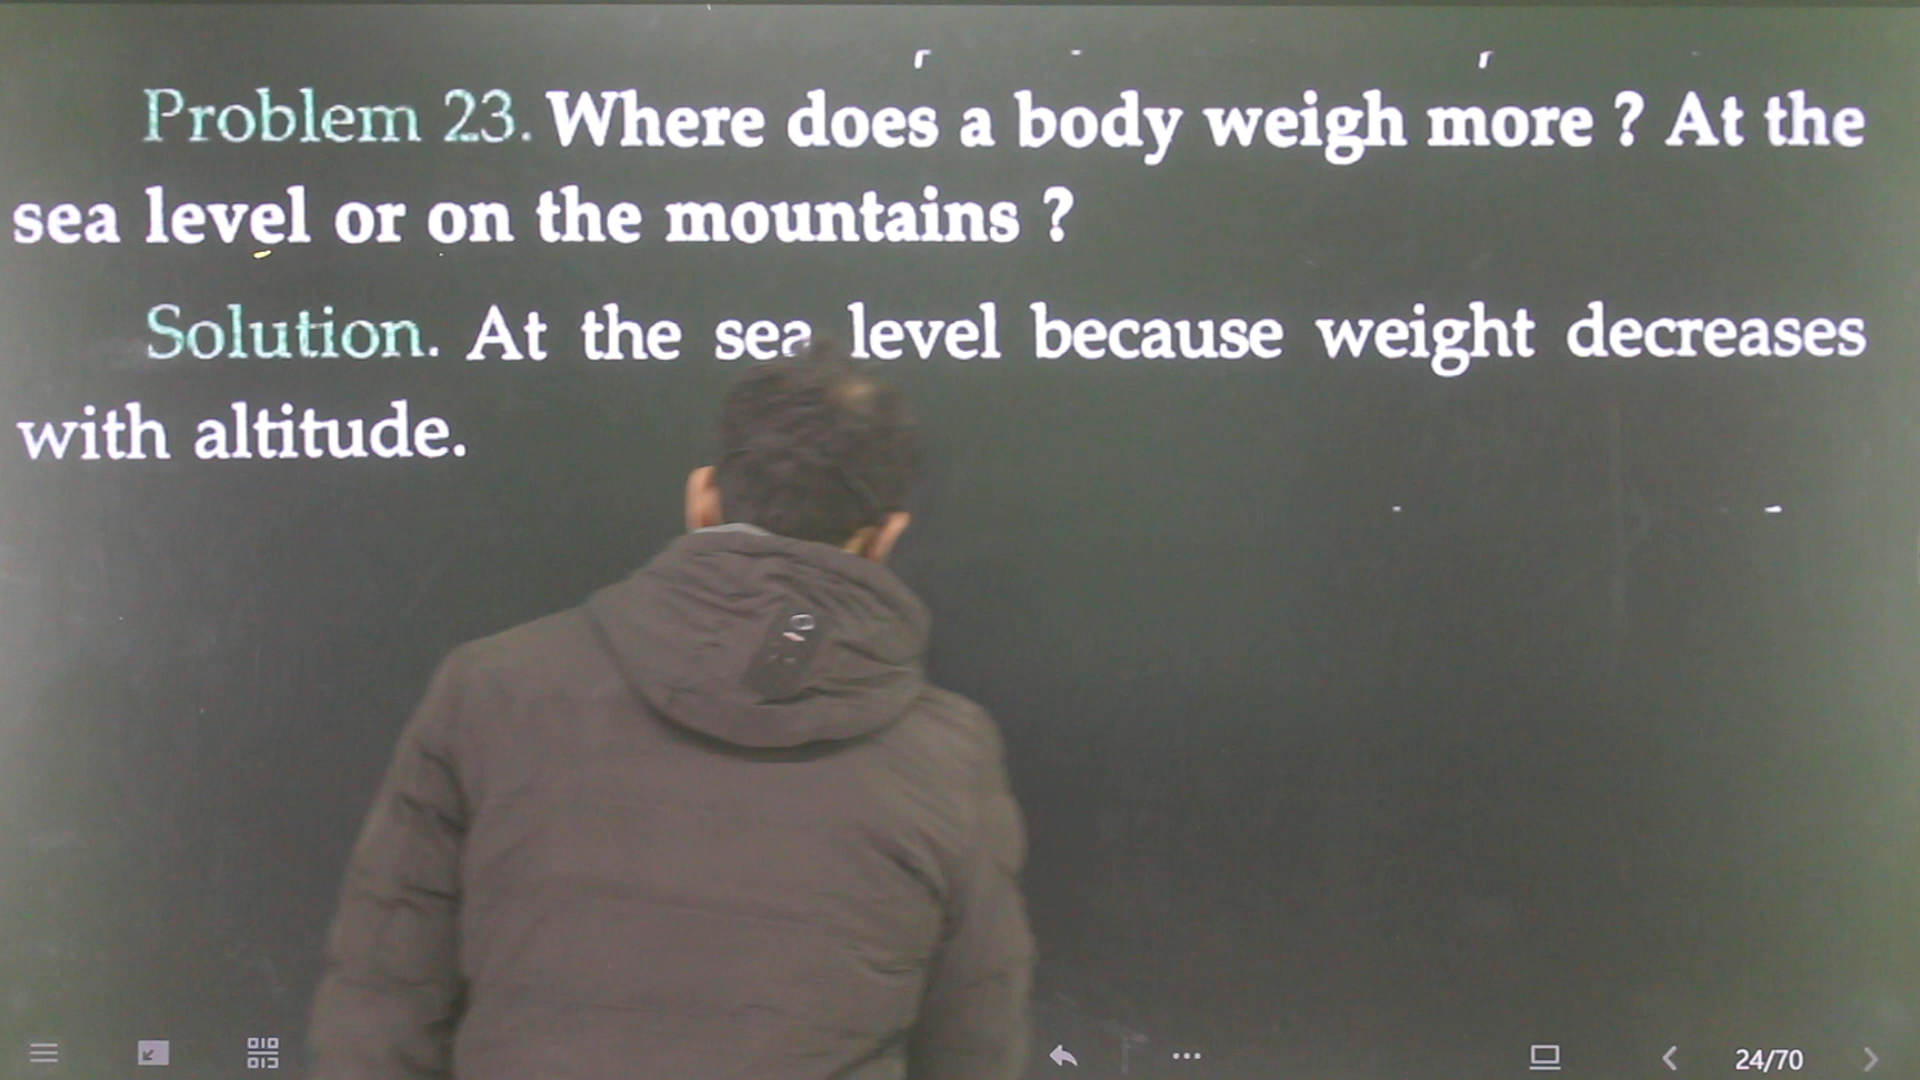 Problem 23. Where does a body weigh more ? At the
sea level or on the mountains ?
Solution. At the sea level because weight decreases
with altitude.
24/70